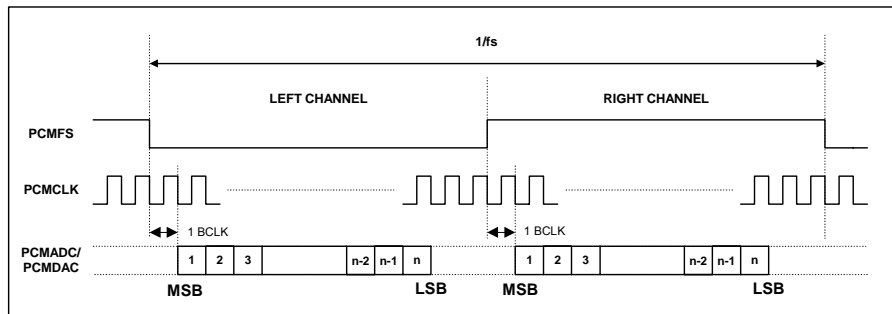 1/fs
LEFT CHANNEL RIGHT CHANNEL
PCMFS
PCMCLK
1 BCLK 1 BCLK
PCMADC/
PCMDAC
1 2 3 n-2 n-1 n 1 2 3 n-2 n-1 n
MSB LSB MSB LSB